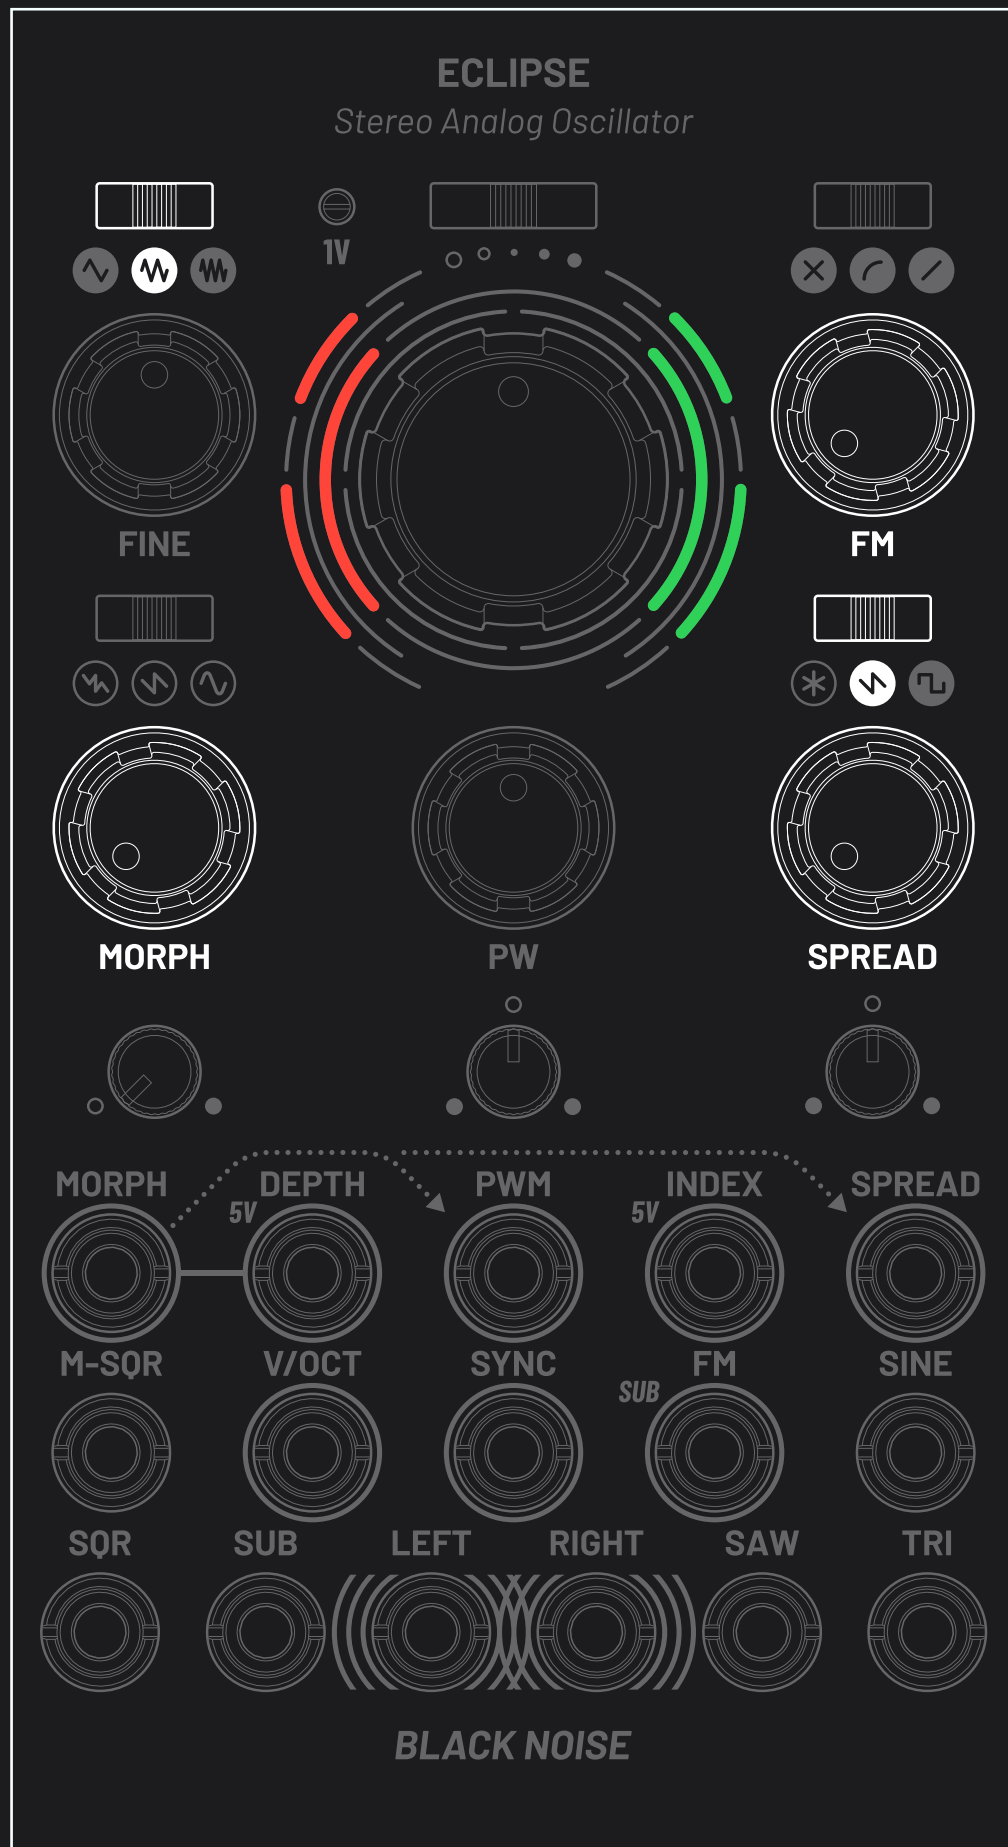 ECLIPSE
Stereo Analog Oscillator
1V
FINE
FM
MORPH
PW
SPREAD
MORPH DEPTH PWM INDEX SPREAD
5V 5V
M-SQR V/OCT SYNC FM SINE
SUB
SQR SUB LEFT RIGHT SAW TRI
BLACK NOISE